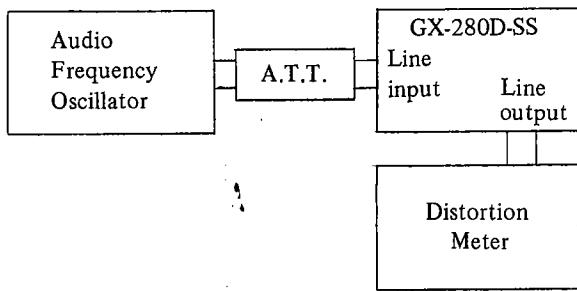 Audio
Frequency
Oscillator
A.T.T.
GX-280D-SS
Line
input
Line
output
Distortion
Meter